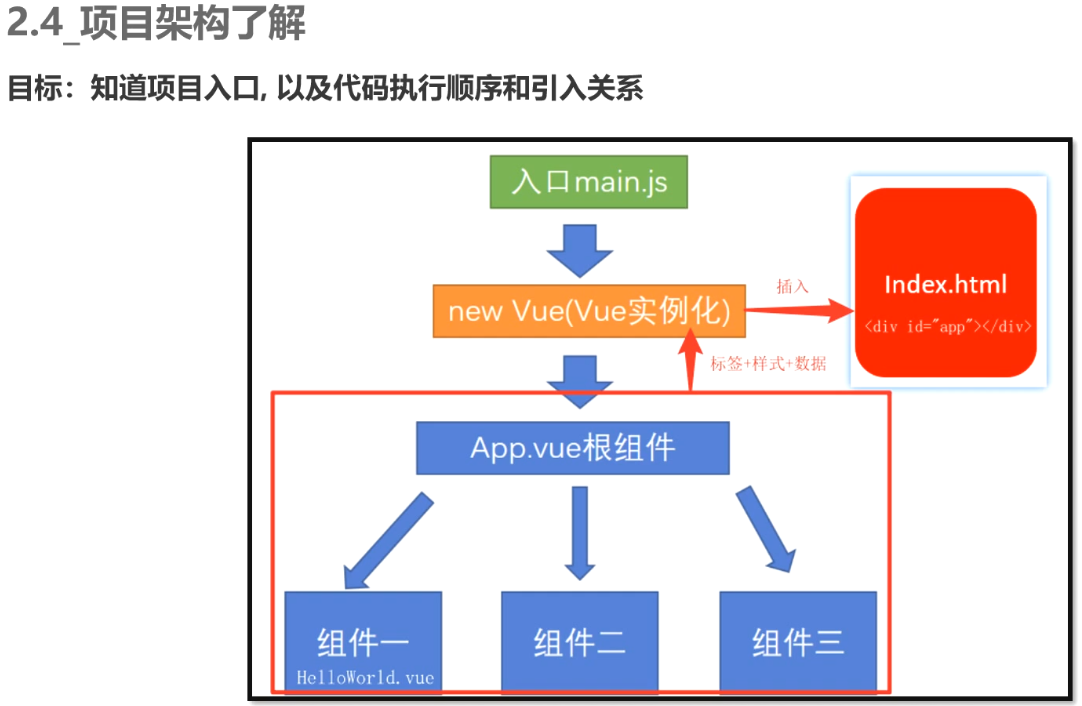 2.4_项目架构了解
目标：知道项目入口, 以及代码执行顺序和引入关系
入口main.js
new Vue(Vue实例化)
插入
Index.html
<div id="app"></div>
标签+样式+数据
App.vue根组件
组件一
HelloWorld.vue
组件二
组件三